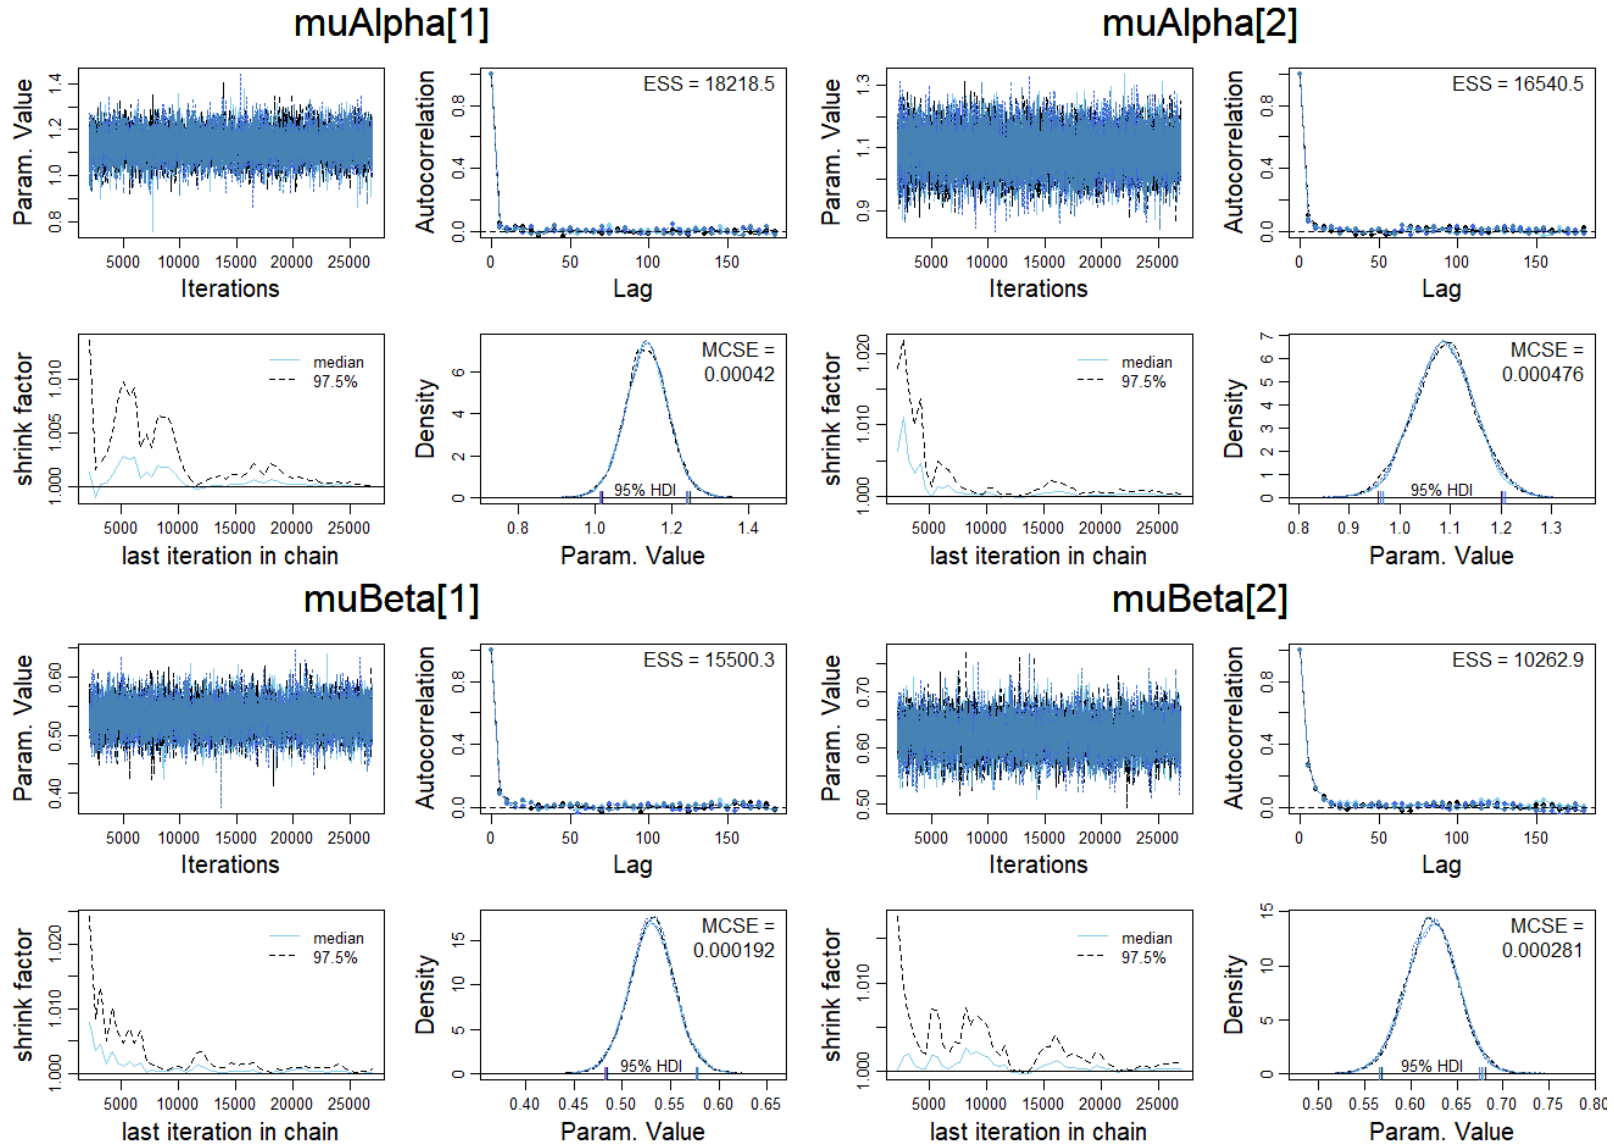 muAlpha[1]
Param. Value
0.8 1.0 1.2 1.4
5000 10000 15000 20000 25000
Iterations
Autocorrelation
0.0 0.4 0.8
ESS = 18218.5
0 50 100 150
Lag
shrink factor
1.000 1.005 1.010
median
97.5%
5000 10000 15000 20000 25000
last iteration in chain
Density
0 2 4 6
MCSE =
0.00042
95% HDI
0.8 1.0 1.2 1.4
Param. Value
muAlpha[2]
Param. Value
0.9 1.1 1.3
5000 10000 15000 20000 25000
Iterations
Autocorrelation
0.0 0.4 0.8
ESS = 16540.5
0 50 100 150
Lag
shrink factor
1.000 1.010 1.020
median
97.5%
5000 10000 15000 20000 25000
last iteration in chain
Density
0 1 2 3 4 5 6 7
MCSE =
0.000476
95% HDI
0.8 0.9 1.0 1.1 1.2 1.3
Param. Value
muBeta[1]
Param. Value
0.40 0.50 0.60
5000 10000 15000 20000 25000
Iterations
Autocorrelation
0.0 0.4 0.8
ESS = 15500.3
0 50 100 150
Lag
shrink factor
1.000 1.010 1.020
median
97.5%
5000 10000 15000 20000 25000
last iteration in chain
Density
0 5 10 15
MCSE =
0.000192
95% HDI
0.40 0.45 0.50 0.55 0.60 0.65
Param. Value
muBeta[2]
Param. Value
0.50 0.60 0.70
5000 10000 15000 20000 25000
Iterations
Autocorrelation
0.0 0.4 0.8
ESS = 10262.9
0 50 100 150
Lag
shrink factor
1.000 1.010
median
97.5%
5000 10000 15000 20000 25000
last iteration in chain
Density
0 5 10 15
MCSE =
0.000281
95% HDI
0.50 0.55 0.60 0.65 0.70 0.75 0.80
Param. Value